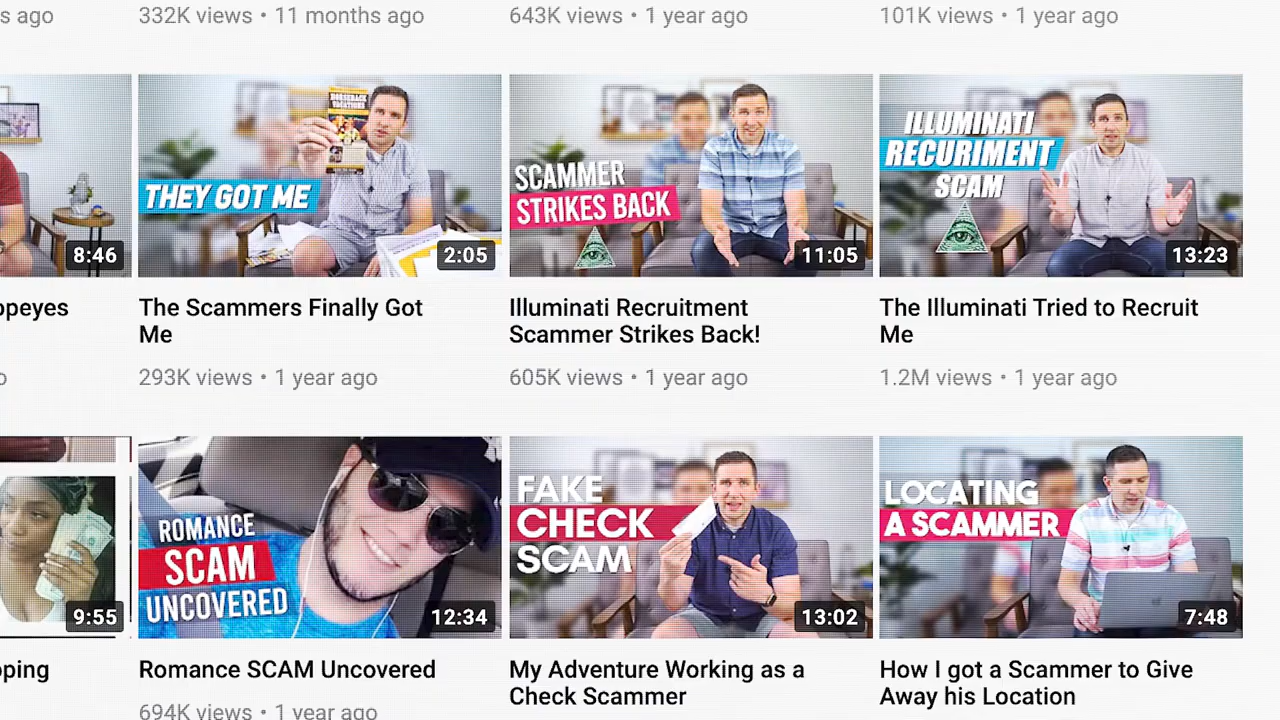 s ago
332K views • 11 months ago
643K views • 1 year ago
101K views • 1 year ago
8:46
THEY GOT ME
2:05
SCAMMER
STRIKES BACK
11:05
ILLUMINATI
RECURIMENT
SCAM
13:23
opeyes
The Scammers Finally Got
Me
293K views • 1 year ago
Illuminati Recruitment
Scammer Strikes Back!
605K views • 1 year ago
The Illuminati Tried to Recruit
Me
1.2M views • 1 year ago
9:55
ROMANCE
SCAM
UNCOVERED
12:34
FAKE
CHECK
SCAM
13:02
LOCATING
A SCAMMER
7:48
pping
Romance SCAM Uncovered
694K views • 1 year ago
My Adventure Working as a
Check Scammer
How I got a Scammer to Give
Away his Location